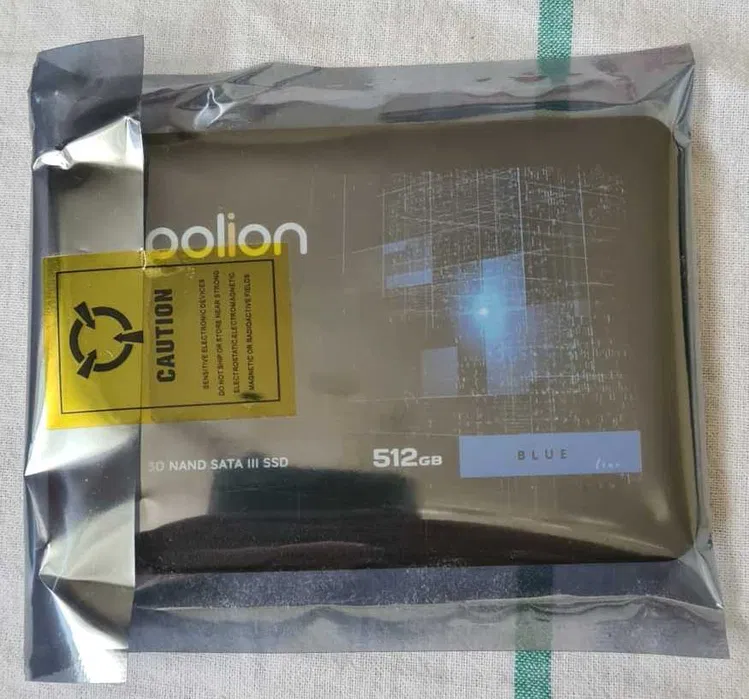 polion
CAUTION
SENSITIVE ELECTRONIC DEVICES
DO NOT SHIP OR STORE NEAR STRONG
ELECTROSTATIC, ELECTROMAGNETIC
MAGNETIC OR RADIOACTIVE FIELDS
3D NAND SATA III SSD
512GB
BLUE
line